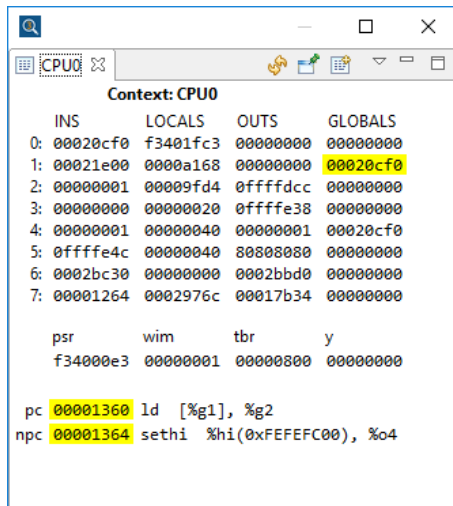 CPU0
Context: CPU0
INS LOCALS OUTS GLOBALS
0: 00020cf0 f3401fc3 00000000 00000000
1: 00021e00 0000a168 00000000 00020cf0
2: 00000001 00009fd4 0ffffdcc 00000000
3: 00000000 00000020 0ffffe38 00000000
4: 00000001 00000040 00000001 00020cf0
5: 0ffffe4c 00000040 80808080 00000000
6: 0002bc30 00000000 0002bbd0 00000000
7: 00001264 0002976c 00017b34 00000000
psr wim tbr y
f34000e3 00000001 00000800 00000000
pc 00001360 ld [%g1], %g2
npc 00001364 sethi %hi(0xFEFEFC00), %o4